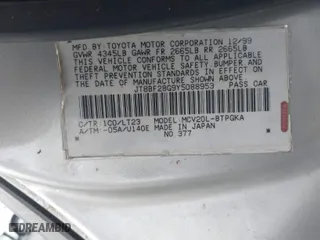 MFD. BY: TOYOTA MOTOR CORPORATION 12/99
GVWR 4345LB GAWR FR 2665LB RR 2665LB
THIS VEHICLE CONFORMS TO ALL APPLICABLE
FEDERAL MOTOR VEHICLE SAFETY, BUMPER,
AND THEFT PREVENTION STANDARDS IN
EFFECT ON THE DATE
OF MANUFACTURE SHOWN ABOVE.
JT8BF28G9Y5088953 PASS CAR
C/TR: 1C0/LT23 MODEL: MCV20L-BTPGKA
A/TM: -05A/U140E MADE IN JAPAN
NO.377